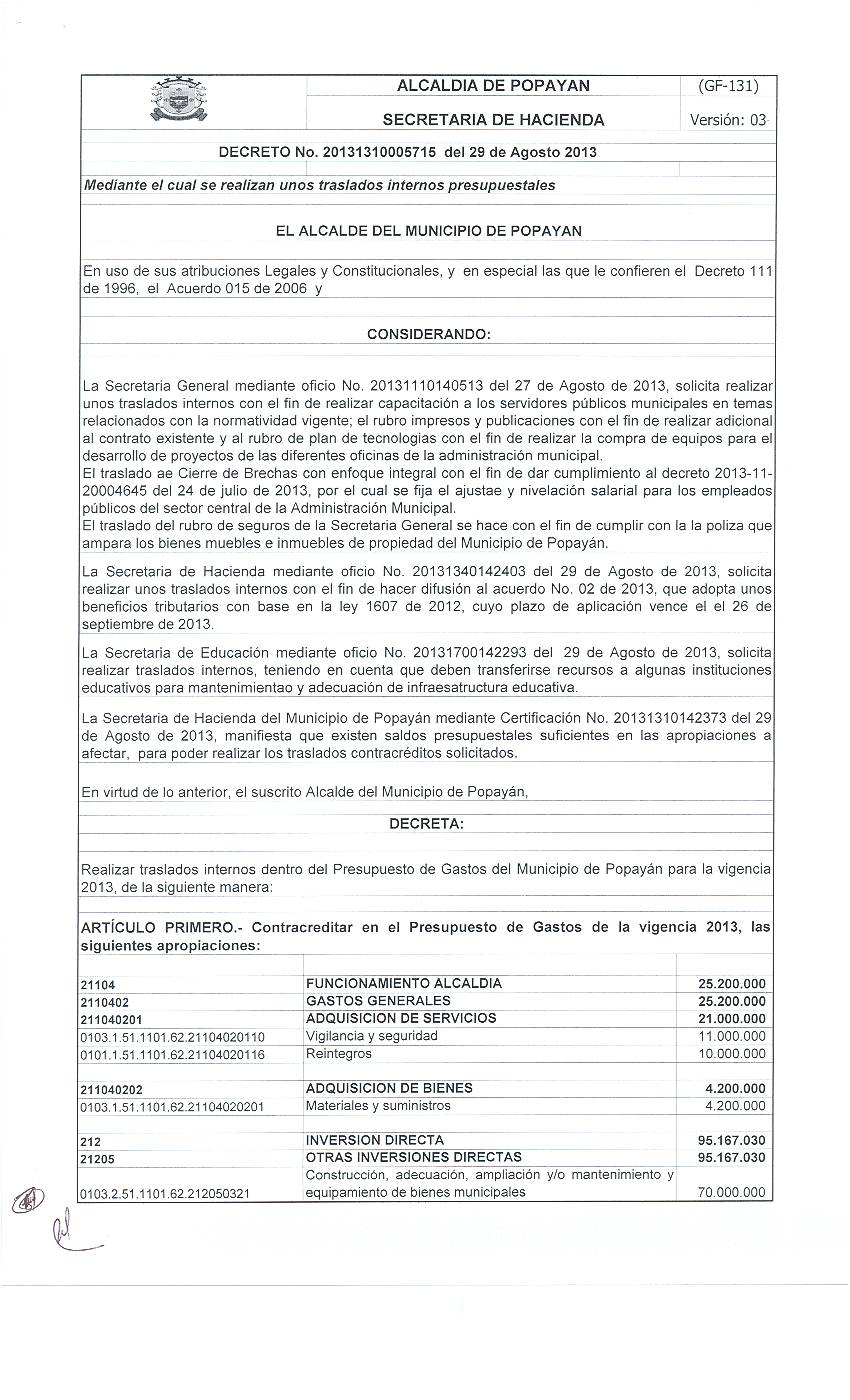 ALCALDIA DE POPAYAN (GF-131)
SECRETARIA DE HACIENDA Versión: 03
DECRETO No. 20131310005715 del 29 de Agosto 2013
Mediante el cual se realizan unos traslados internos presupuestales
EL ALCALDE DEL MUNICIPIO DE POPAYAN
En uso de sus atribuciones Legales y Constitucionales, y en especial las que le confieren el Decreto 111
de 1996, el Acuerdo 015 de 2006 y
CONSIDERANDO:
La Secretaria General mediante oficio No. 20131110140513 del 27 de Agosto de 2013, solicita realizar
unos traslados internos con el fin de realizar capacitación a los servidores públicos municipales en temas
relacionados con la normatividad vigente; el rubro impresos y publicaciones con el fin de realizar adicional
al contrato existente y al rubro de plan de tecnologias con el fin de realizar la compra de equipos para el
desarrollo de proyectos de las diferentes oficinas de la administración municipal.
El traslado ae Cierre de Brechas con enfoque integral con el fin de dar cumplimiento al decreto 2013-11-
20004645 del 24 de julio de 2013, por el cual se fija el ajustae y nivelación salarial para los empleados
públicos del sector central de la Administración Municipal.
El traslado del rubro de seguros de la Secretaria General se hace con el fin de cumplir con la la poliza que
ampara los bienes muebles e inmuebles de propiedad del Municipio de Popayán.
La Secretaria de Hacienda mediante oficio No. 20131340142403 del 29 de Agosto de 2013, solicita
realizar unos traslados internos con el fin de hacer difusión al acuerdo No. 02 de 2013, que adopta unos
beneficios tributarios con base en la ley 1607 de 2012, cuyo plazo de aplicación vence el el 26 de
septiembre de 2013.
La Secretaria de Educación mediante oficio No. 20131700142293 del 29 de Agosto de 2013, solicita
realizar traslados internos, teniendo en cuenta que deben transferirse recursos a algunas instituciones
educativos para mantenimientao y adecuación de infraesatructura educativa.
La Secretaria de Hacienda del Municipio de Popayán mediante Certificación No. 20131310142373 del 29
de Agosto de 2013, manifiesta que existen saldos presupuestales suficientes en las apropiaciones a
afectar, para poder realizar los traslados contracréditos solicitados.
En virtud de lo anterior, el suscrito Alcalde del Municipio de Popayán,
DECRETA:
Realizar traslados internos dentro del Presupuesto de Gastos del Municipio de Popayán para la vigencia
2013, de la siguiente manera:
ARTÍCULO PRIMERO.- Contracreditar en el Presupuesto de Gastos de la vigencia 2013, las
siguientes apropiaciones:
21104 FUNCIONAMIENTO ALCALDIA 25.200.000
2110402 GASTOS GENERALES 25.200.000
211040201 ADQUISICION DE SERVICIOS 21.000.000
0103.1.51.1101.62.21104020110 Vigilancia y seguridad 11.000.000
0101.1.51.1101.62.21104020116 Reintegros 10.000.000
211040202 ADQUISICION DE BIENES 4.200.000
0103.1.51.1101.62.21104020201 Materiales y suministros 4.200.000
212 INVERSION DIRECTA 95.167.030
21205 OTRAS INVERSIONES DIRECTAS 95.167.030
Construcción, adecuación, ampliación y/o mantenimiento y
0103.2.51.1101.62.212050321 equipamiento de bienes municipales 70.000.000